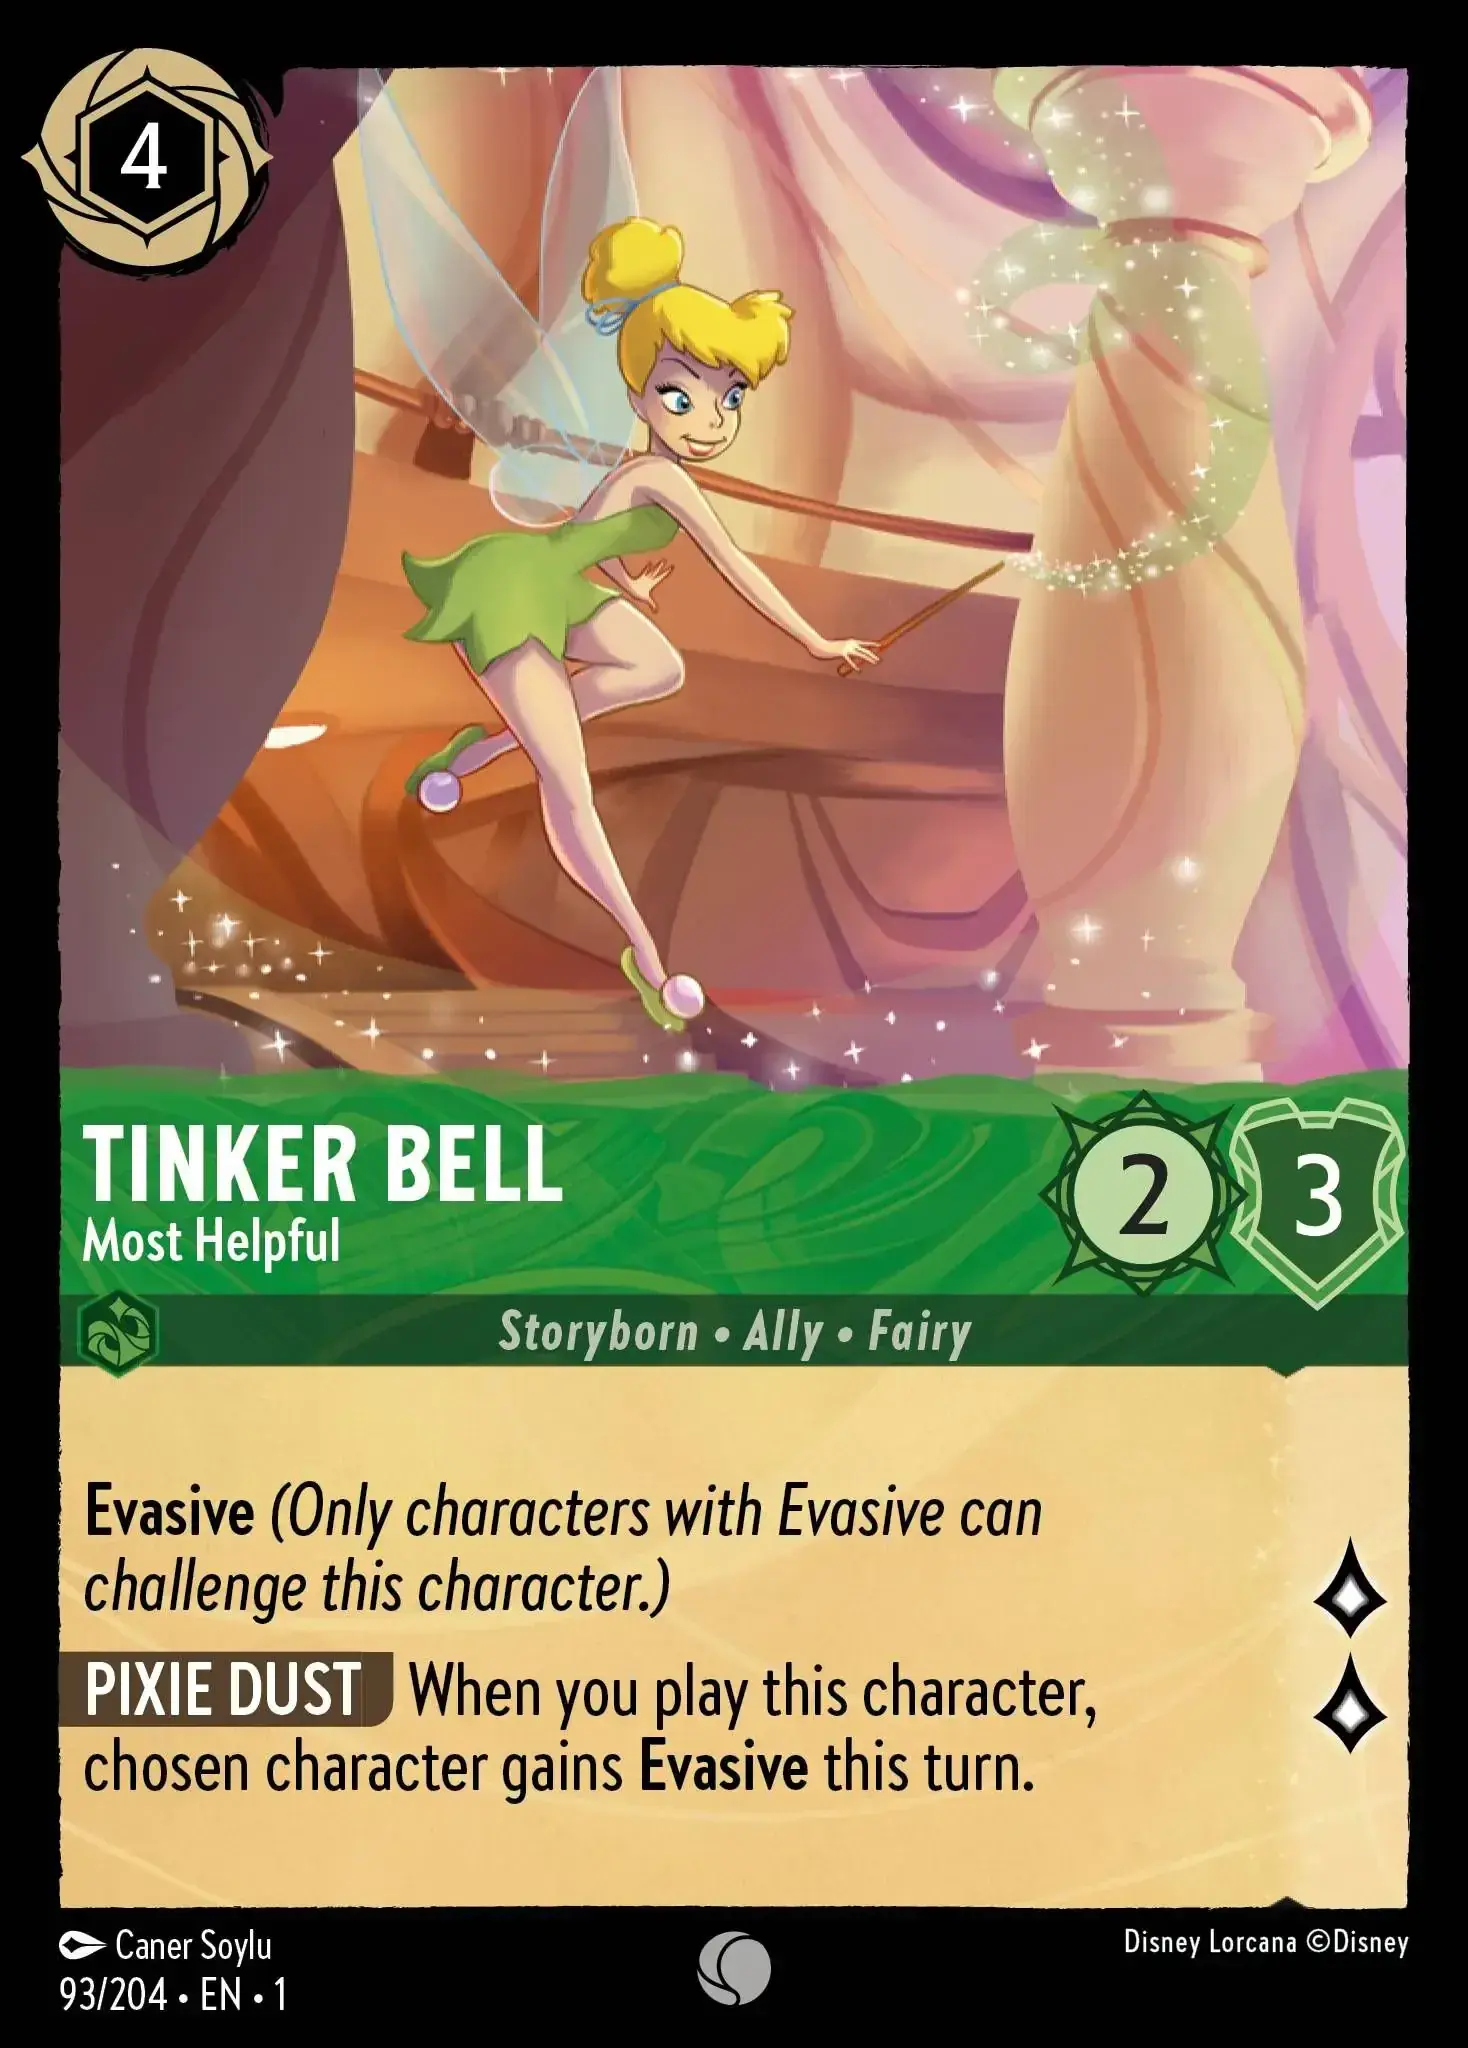 4
TINKER BELL
Most Helpful
2
3
Storyborn • Ally • Fairy
Evasive (Only characters with Evasive can
challenge this character.)
PIXIE DUST When you play this character,
chosen character gains Evasive this turn.
Caner Soylu
93/204 • EN • 1
Disney Lorcana ©Disney